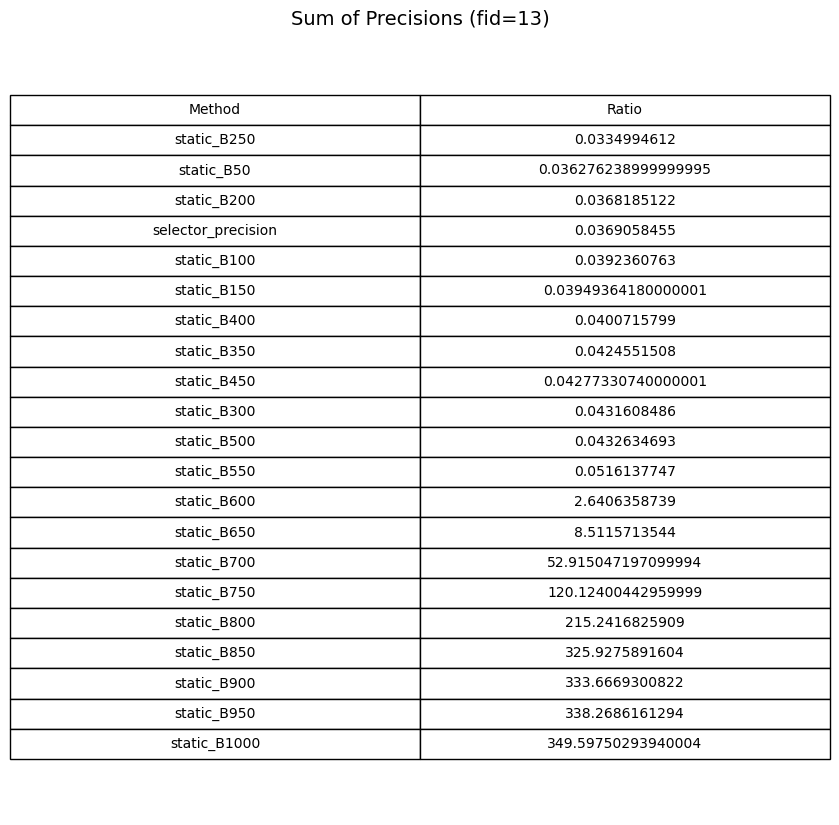 Sum of Precisions (fid=13)
Method Ratio
static_B250 0.0334994612
static_B50 0.036276238999999995
static_B200 0.0368185122
selector_precision 0.0369058455
static_B100 0.0392360763
static_B150 0.03949364180000001
static_B400 0.0400715799
static_B350 0.0424551508
static_B450 0.04277330740000001
static_B300 0.0431608486
static_B500 0.0432634693
static_B550 0.0516137747
static_B600 2.6406358739
static_B650 8.5115713544
static_B700 52.915047197099994
static_B750 120.12400442959999
static_B800 215.2416825909
static_B850 325.9275891604
static_B900 333.6669300822
static_B950 338.2686161294
static_B1000 349.59750293940004